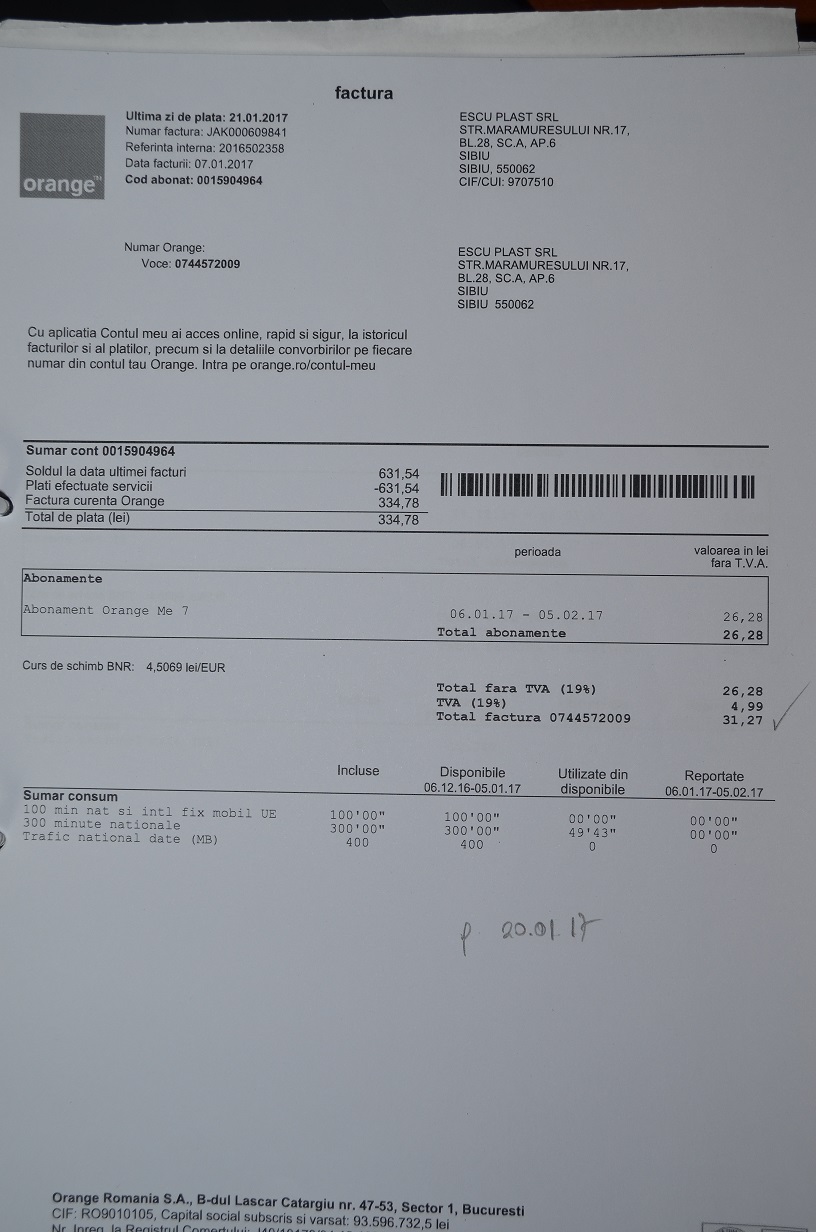 factura
orange™
Ultima zi de plata: 21.01.2017
Numar factura: JAK000609841
Referinta interna: 2016502358
Data facturii: 07.01.2017
Cod abonat: 0015904964
ESCU PLAST SRL
STR.MARAMURESULUI NR.17,
BL.28, SC.A, AP.6
SIBIU
SIBIU, 550062
CIF/CUI: 9707510
Numar Orange:
Voce: 0744572009
ESCU PLAST SRL
STR.MARAMURESULUI NR.17,
BL.28, SC.A, AP.6
SIBIU
SIBIU 550062
Cu aplicatia Contul meu ai acces online, rapid si sigur, la istoricul
facturilor si al platilor, precum si la detaliile convorbirilor pe fiecare
numar din contul tau Orange. Intra pe orange.ro/contul-meu
Sumar cont 0015904964
Soldul la data ultimei facturi 631,54
Plati efectuate servicii -631,54
Factura curenta Orange 334,78
Total de plata (lei) 334,78
perioada valoarea in lei
fara T.V.A.
Abonamente
Abonament Orange Me 7 06.01.17 - 05.02.17 26,28
Total abonamente 26,28
Curs de schimb BNR: 4,5069 lei/EUR
Total fara TVA (19%) 26,28
TVA (19%) 4,99
Total factura 0744572009 31,27
Incluse Disponibile Utilizate din Reportate
06.12.16-05.01.17 disponibile 06.01.17-05.02.17
Sumar consum
100 min nat si intl fix mobil UE 100'00" 100'00" 00'00" 00'00"
300 minute nationale 300'00" 300'00" 49'43" 00'00"
Trafic national date (MB) 400 400 0 0
p 20.01.17
Orange Romania S.A., B-dul Lascar Catargiu nr. 47-53, Sector 1, Bucuresti
CIF: RO9010105, Capital social subscris si varsat: 93.596.732,5 lei
Nr. Inreg. la Registrul Comertului: